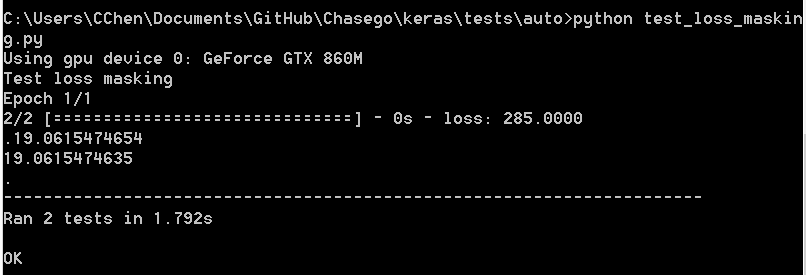 C:\Users\CChen\Documents\GitHub\Chasego\keras\tests\auto>python test_loss_maskin
g.py
Using gpu device 0: GeForce GTX 860M
Test loss masking
Epoch 1/1
2/2 [==============================] - 0s - loss: 285.0000
.19.0615474654
19.0615474635
.
----------------------------------------------------------------------
Ran 2 tests in 1.792s
OK